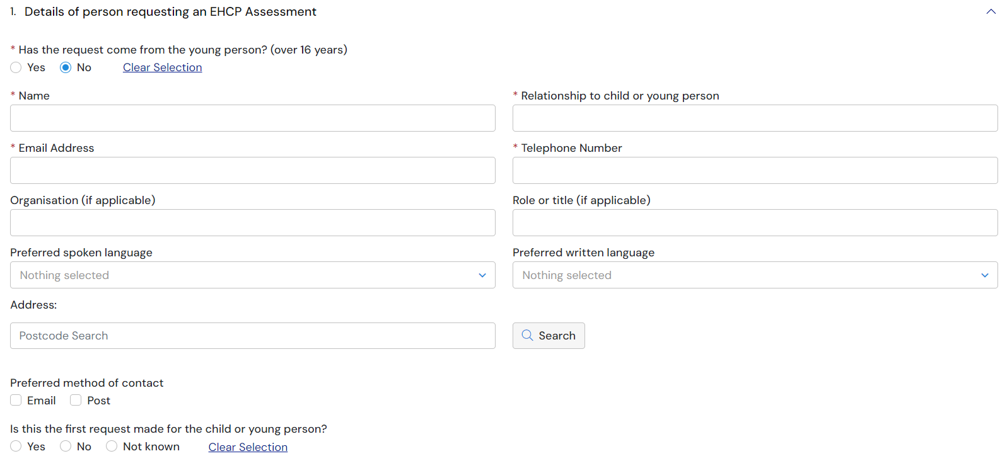 1. Details of person requesting an EHCP Assessment
* Has the request come from the young person? (over 16 years)
Yes No Clear Selection
* Name * Relationship to child or young person
* Email Address * Telephone Number
Organisation (if applicable) Role or title (if applicable)
Preferred spoken language Preferred written language
Nothing selected Nothing selected
Address:
Postcode Search Search
Preferred method of contact
Email Post
Is this the first request made for the child or young person?
Yes No Not known Clear Selection